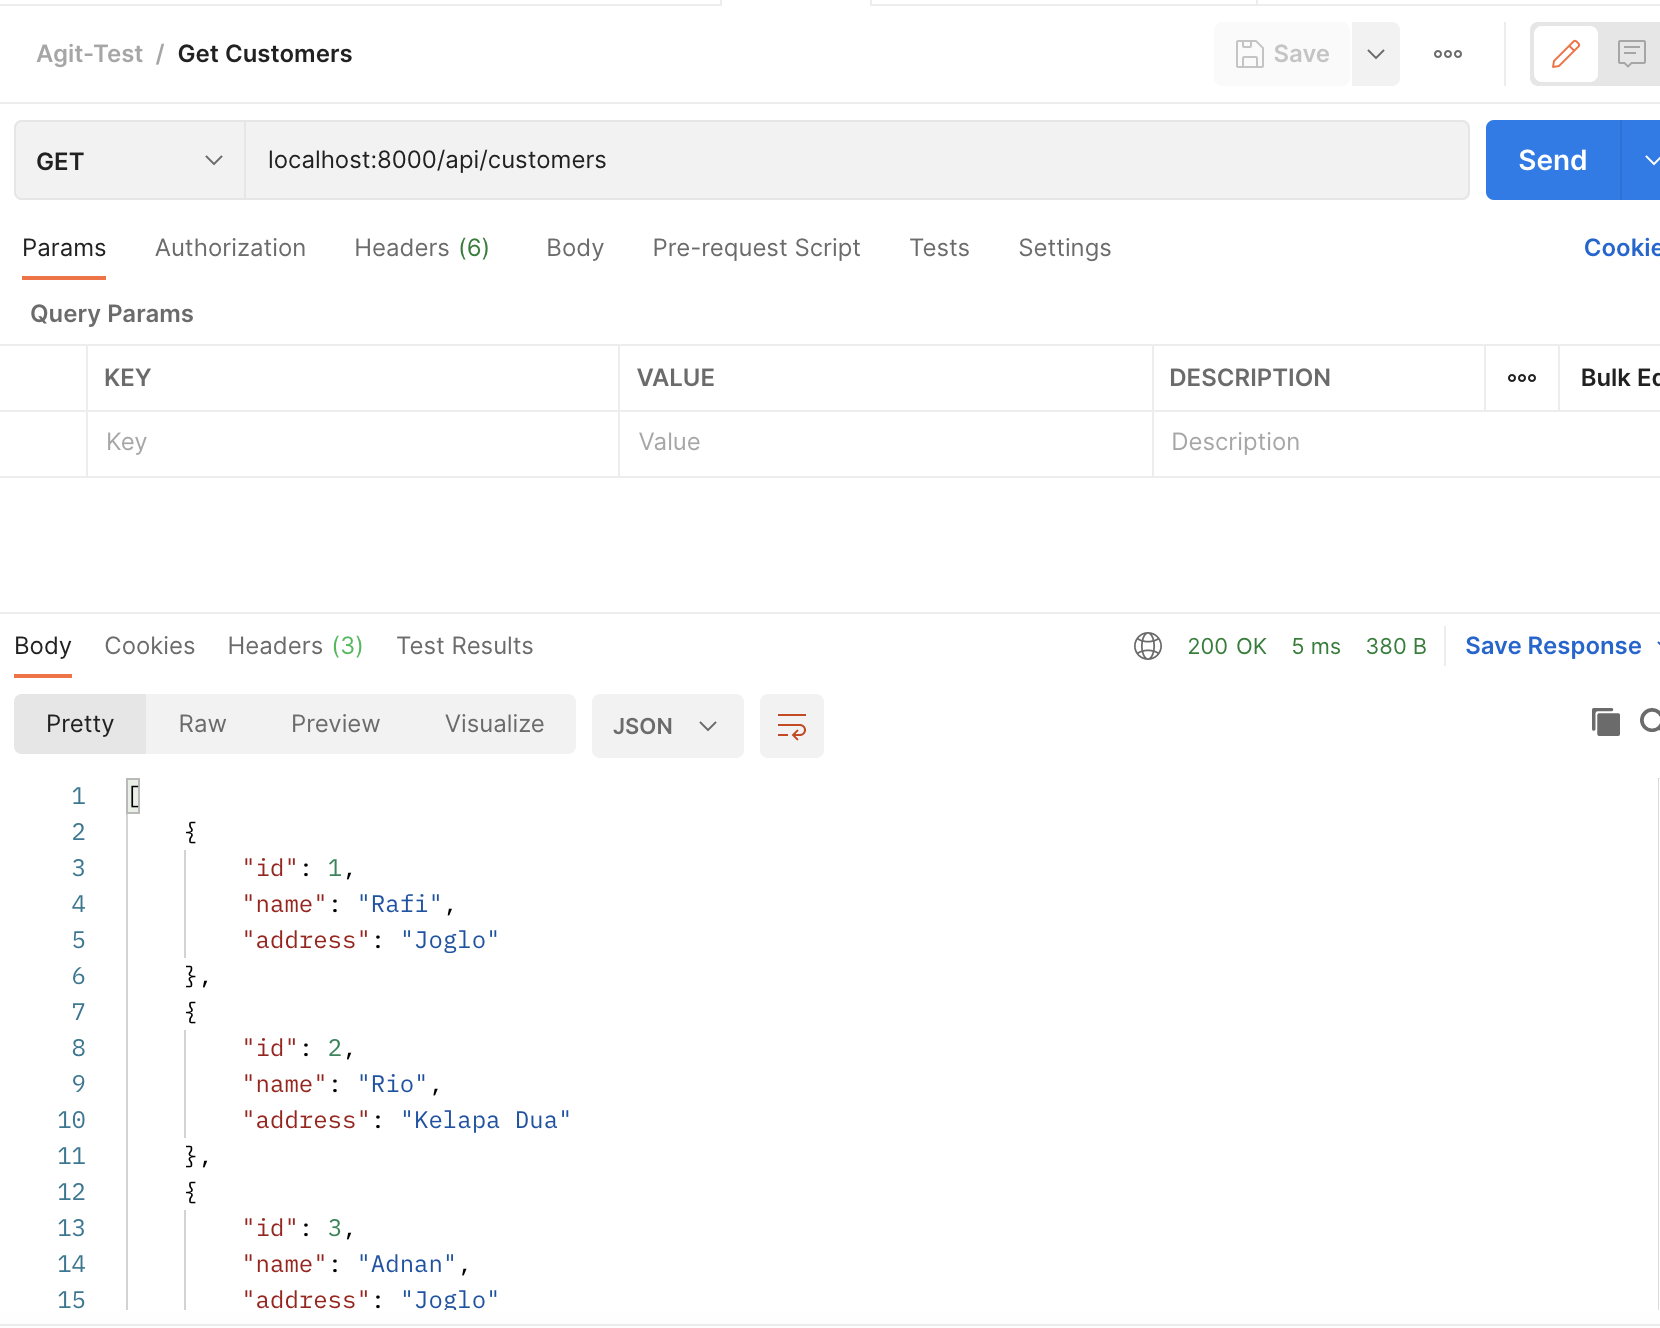 Agit-Test / Get Customers
Save
GET
localhost:8000/api/customers
Send
Params Authorization Headers (6) Body Pre-request Script Tests Settings
Query Params
KEY VALUE DESCRIPTION Bulk
Key Value Description
Body Cookies Headers (3) Test Results
200 OK 5 ms 380 B Save Response
Pretty Raw Preview Visualize JSON
1 [
2 {
3 "id": 1,
4 "name": "Rafi",
5 "address": "Joglo"
6 },
7 {
8 "id": 2,
9 "name": "Rio",
10 "address": "Kelapa Dua"
11 },
12 {
13 "id": 3,
14 "name": "Adnan",
15 "address": "Joglo"